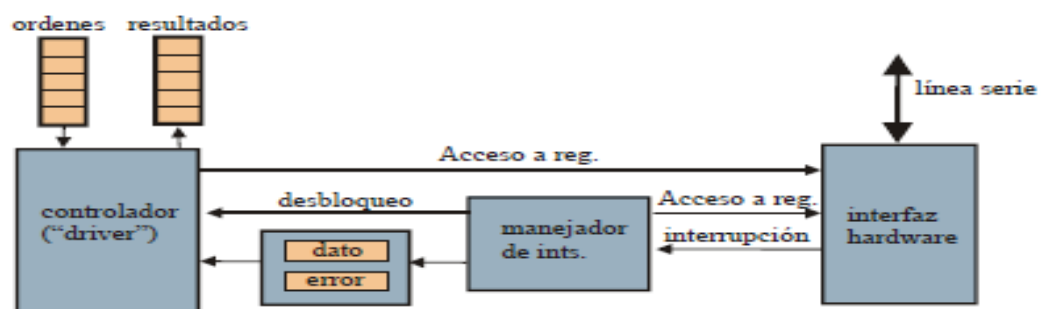 ordenes resultados
línea serie
Acceso a reg.
controlador
("driver")
desbloqueo
manejador
de ints.
Acceso a reg.
interrupción
interfaz
hardware
dato
error